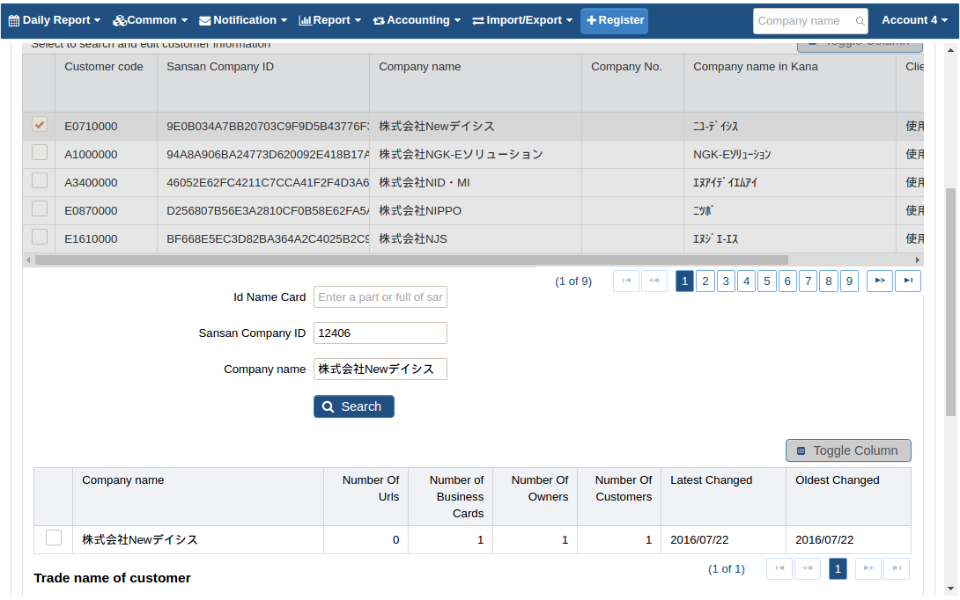 Daily Report Common Notification Report Accounting Import/Export Register Company name Account 4
Select to search and edit customer information Toggle Column
Customer code Sansan Company ID Company name Company No. Company name in Kana Clie
E0710000 9E0B034A7BB20703C9F9D5B43776F 株式会社Newデイシス ﾆﾕ-ﾃﾞｲｼｽ 使用
A1000000 94A8A906BA24773D620092E418B17A 株式会社NGK-Eソリューション NGK-Eｿﾘｭｰｼｮﾝ 使用
A3400000 46052E62FC4211C7CCA41F2F4D3A6 株式会社NID・MI ｴﾇｱｲﾃﾞｲｴﾑｱｲ 使用
E0870000 D256807B56E3A2810CF0B58E62FA5 株式会社NIPPO ﾆﾂﾎﾟ 使用
E1610000 BF668E5EC3D82BA364A2C4025B2C9 株式会社NJS ｴﾇｼﾞｴ-ｴｽ 使用
(1 of 9) 1 2 3 4 5 6 7 8 9
Id Name Card Enter a part or full of sar
Sansan Company ID 12406
Company name 株式会社Newデイシス
Search
Toggle Column
Company name Number Of Urls Number of Business Cards Number Of Owners Number Of Customers Latest Changed Oldest Changed
株式会社Newデイシス 0 1 1 1 2016/07/22 2016/07/22
(1 of 1) 1
Trade name of customer